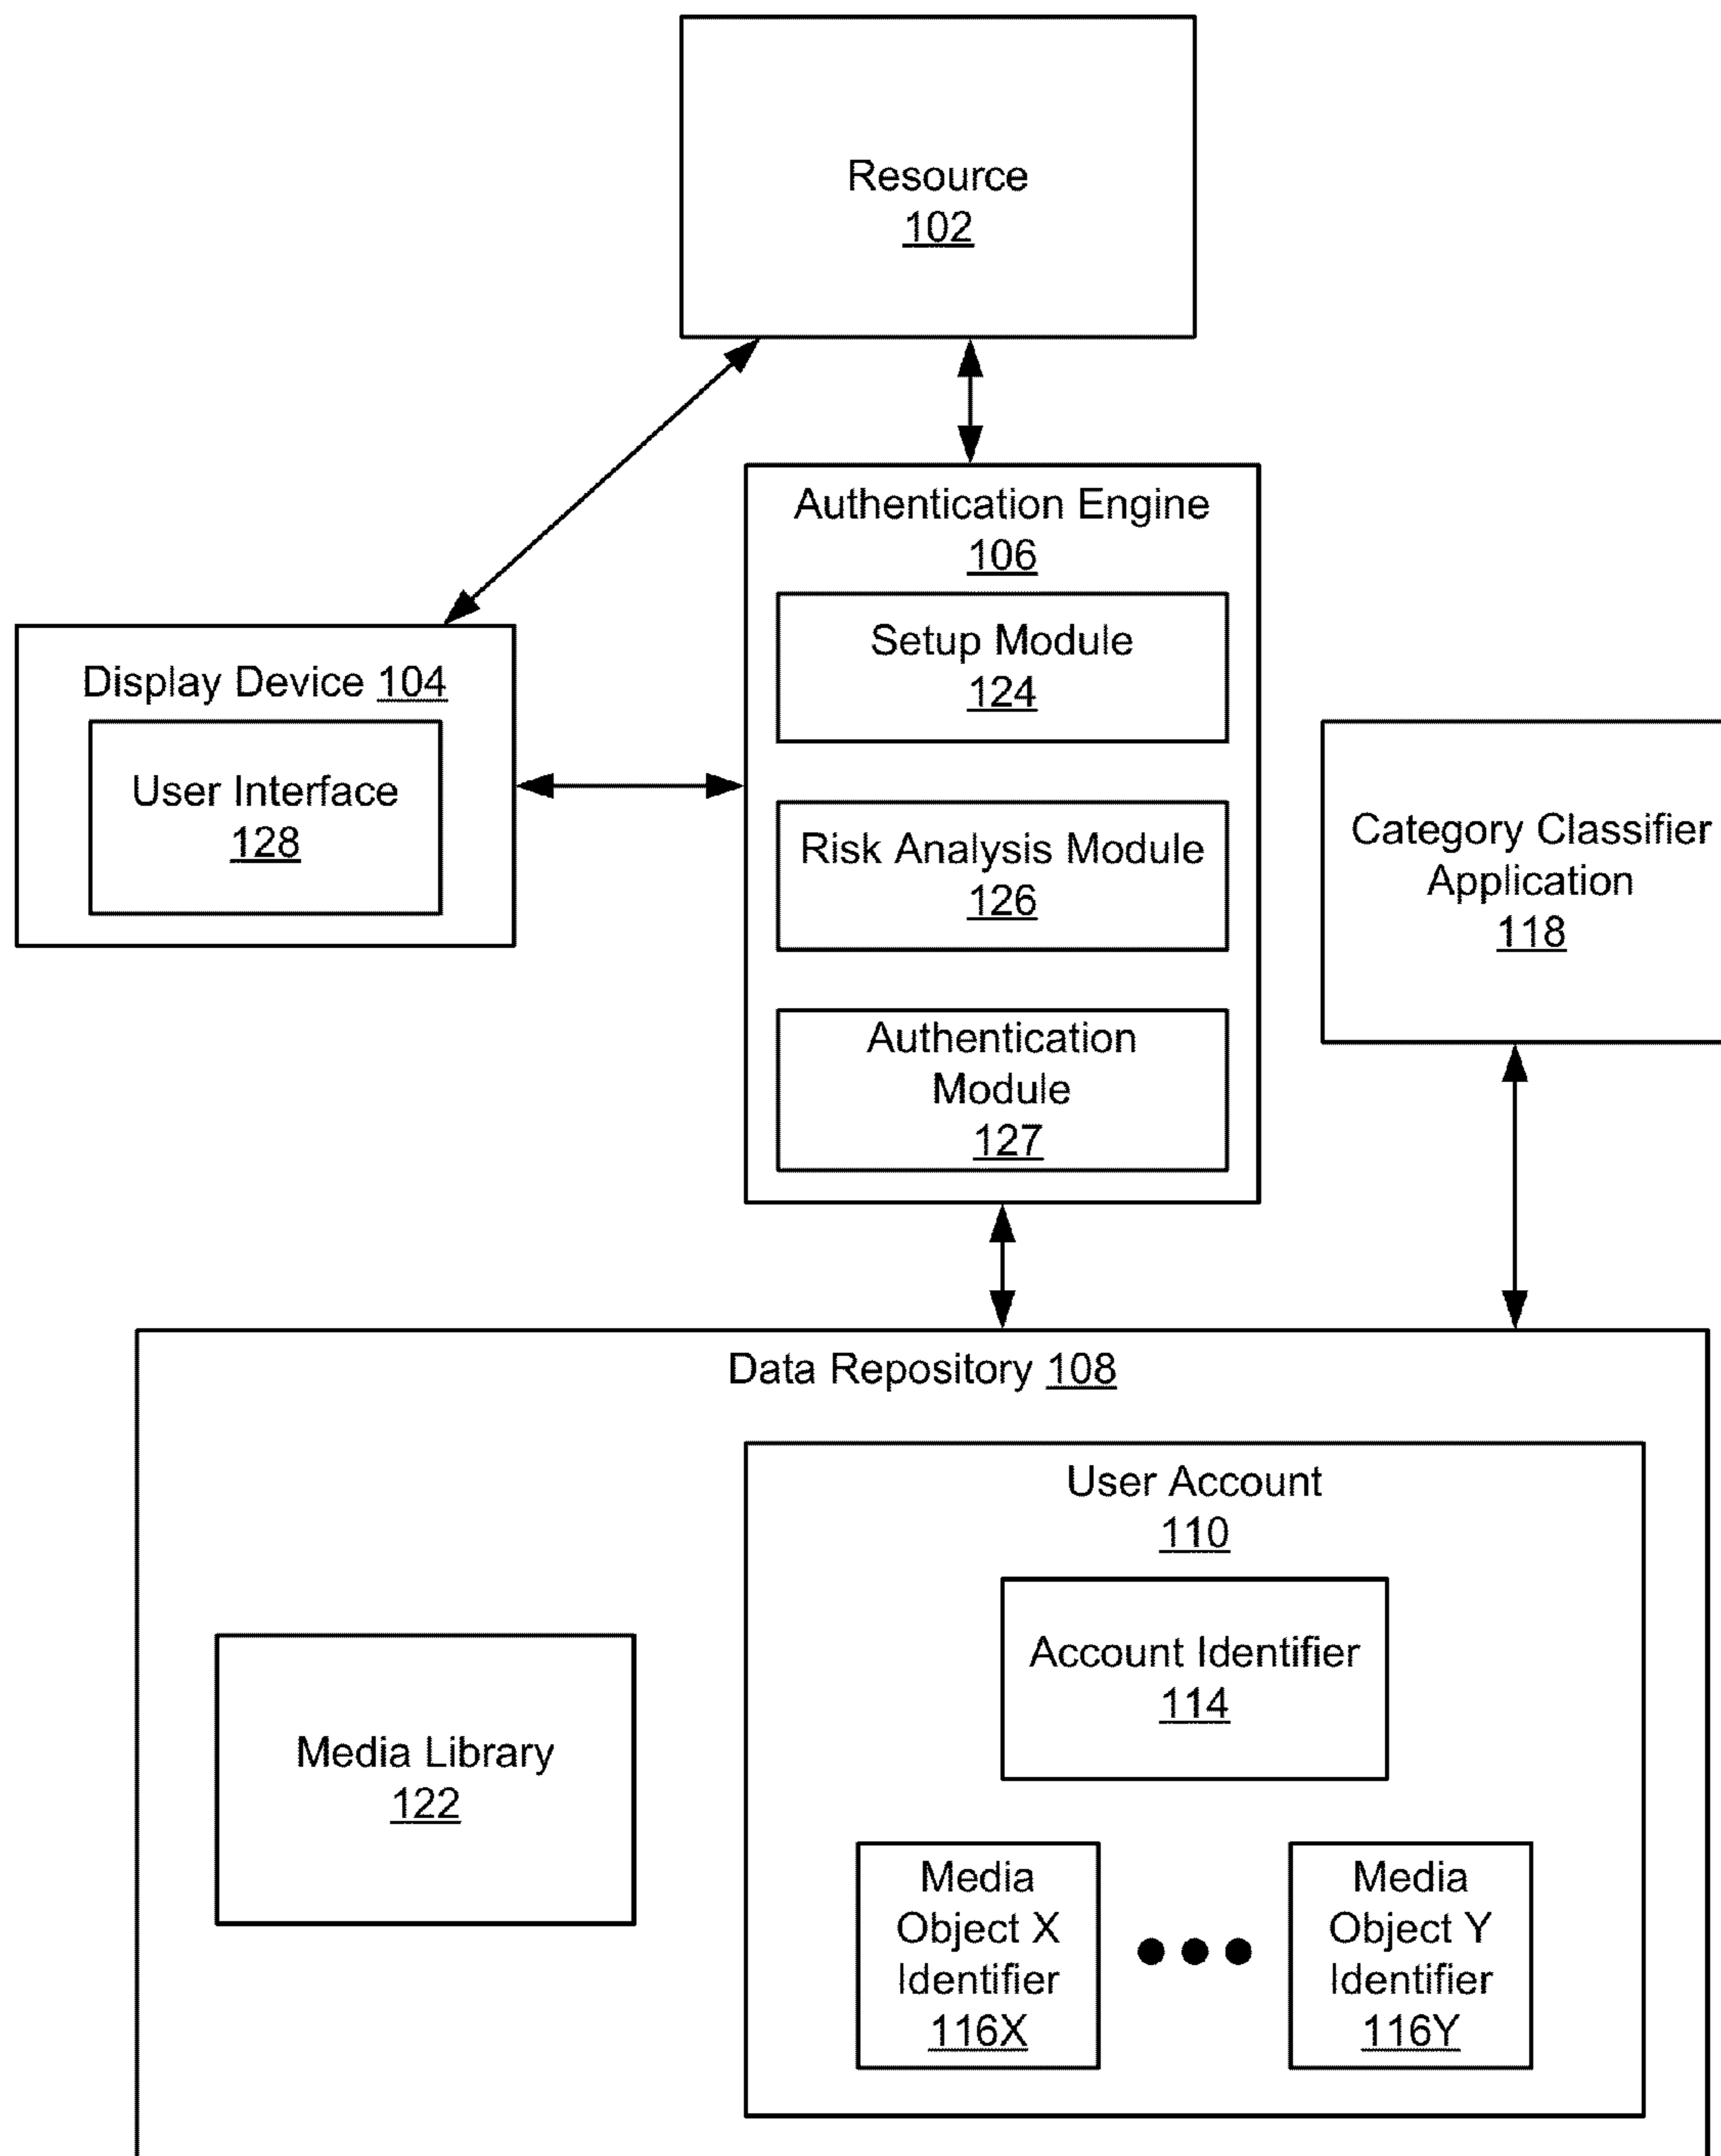 Resource
102
Authentication Engine
106
Setup Module
124
Display Device 104
User Interface
128
Risk Analysis Module
126
Category Classifier
Application
118
Authentication
Module
127
Data Repository 108
User Account
110
Account Identifier
114
Media Library
122
Media
Object X
Identifier
116X
Media
Object Y
Identifier
116Y